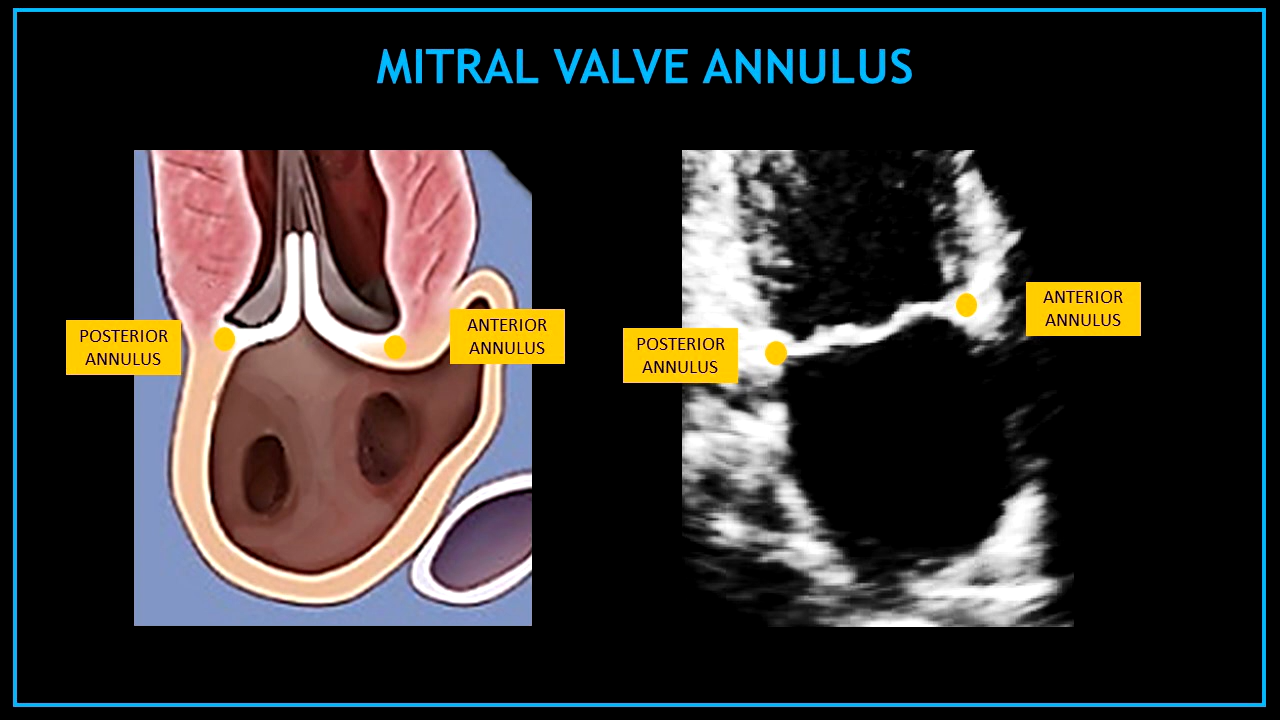 MITRAL VALVE ANNULUS
POSTERIOR
ANNULUS
ANTERIOR
ANNULUS
POSTERIOR
ANNULUS
ANTERIOR
ANNULUS